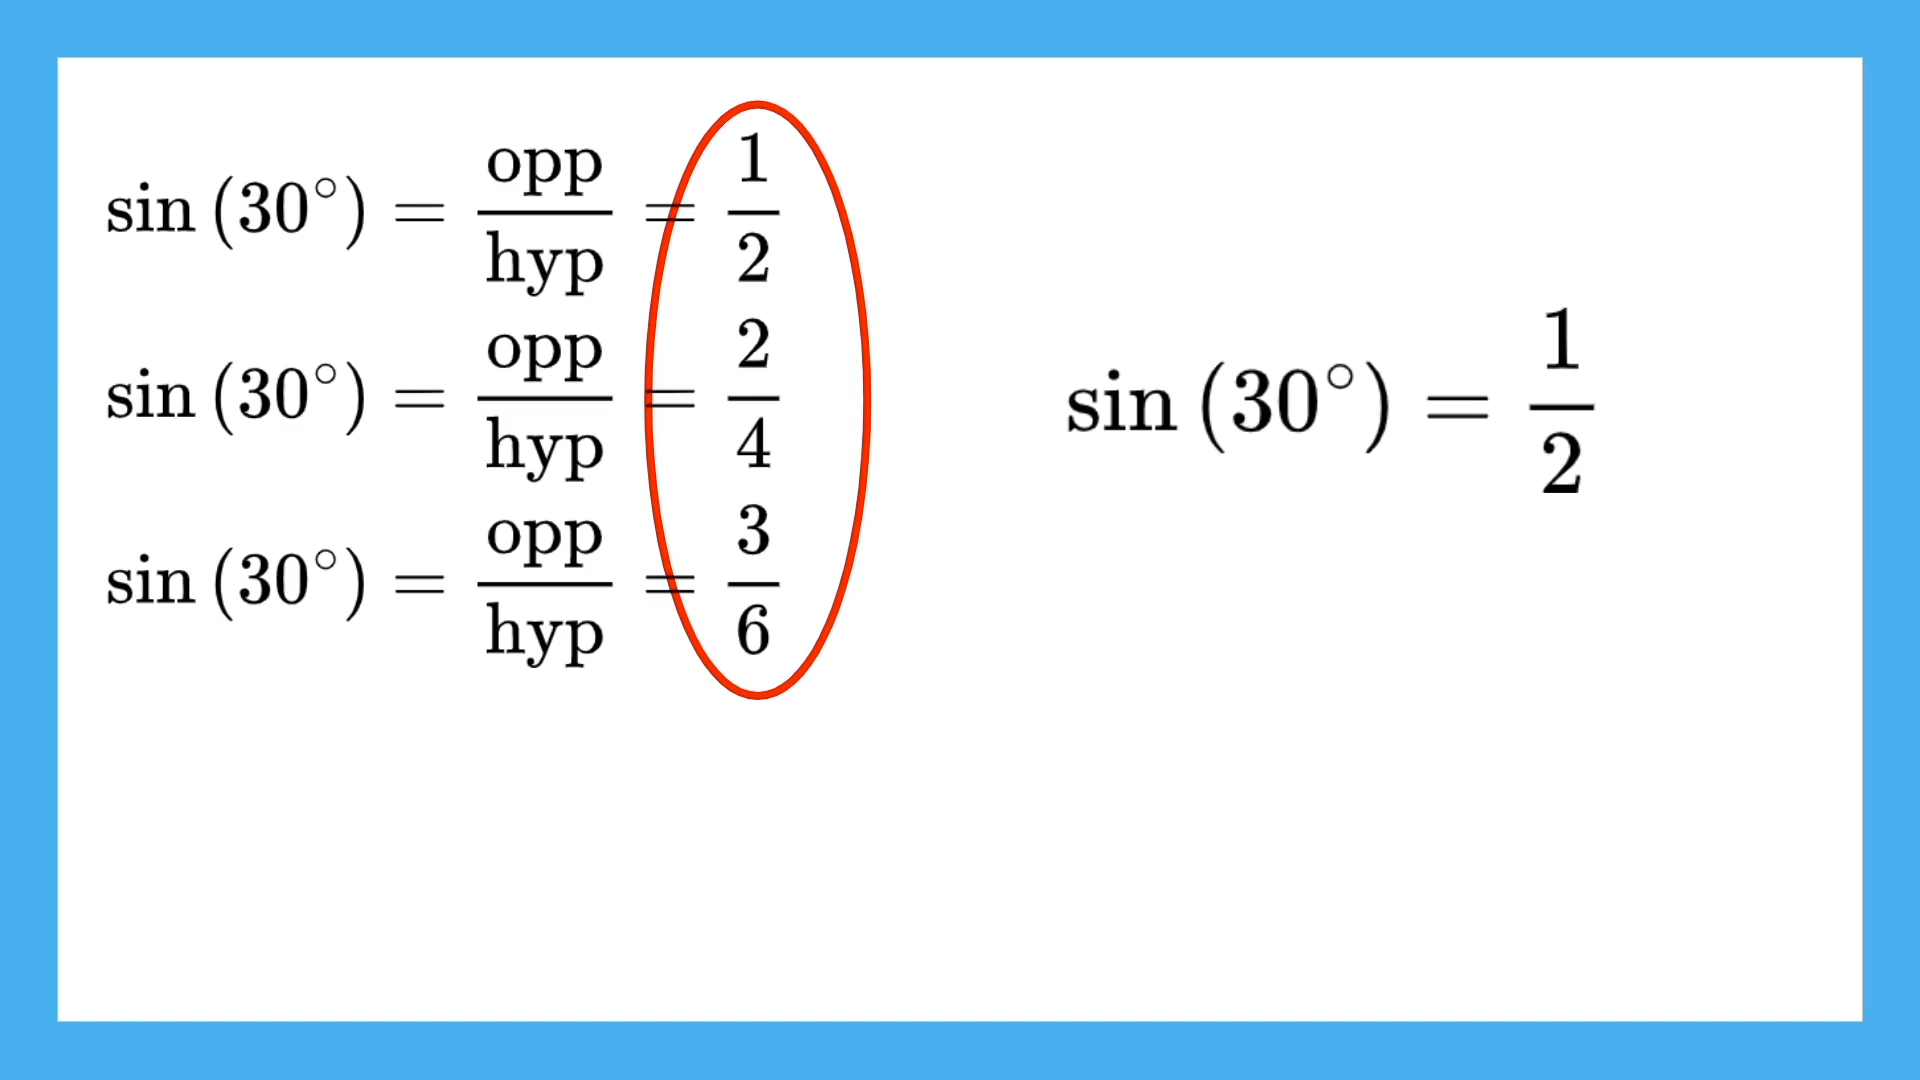 sin (30°) = opp/hyp = 1/2
sin (30°) = opp/hyp = 2/4
sin (30°) = opp/hyp = 3/6
sin (30°) = 1/2